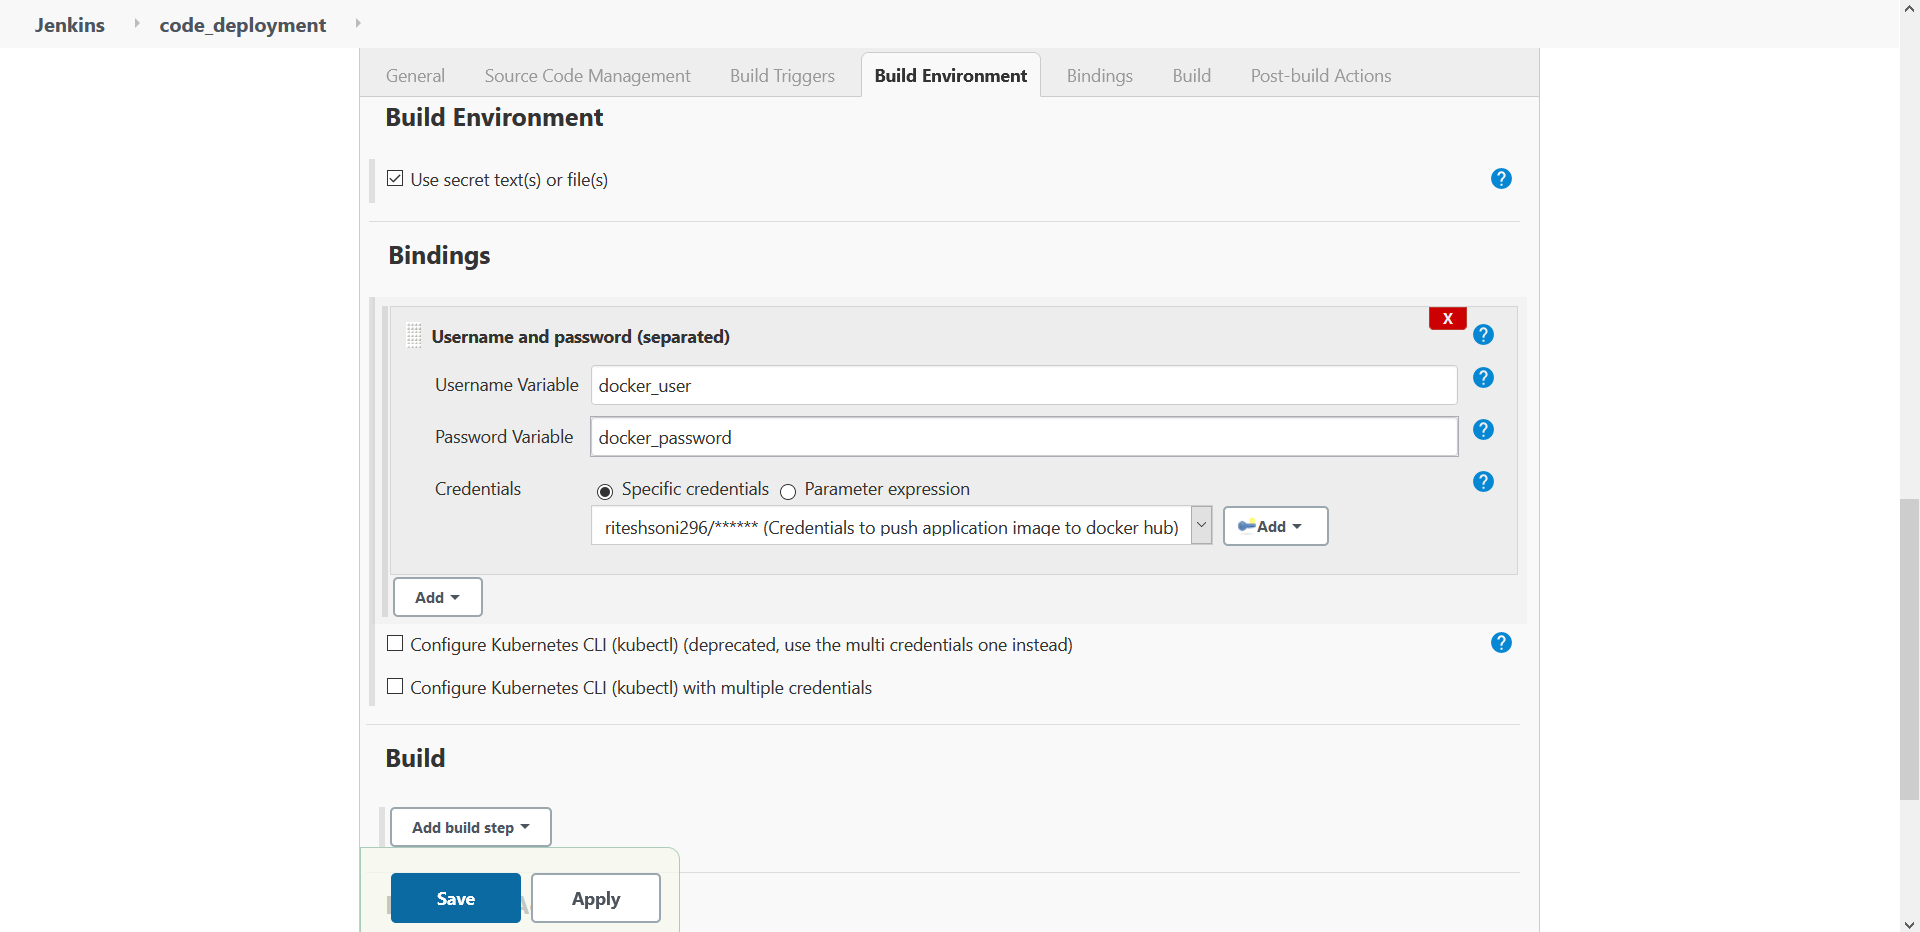 Jenkins code_deployment
General Source Code Management Build Triggers Build Environment Bindings Build Post-build Actions
Build Environment
Use secret text(s) or file(s)
?
Bindings
X
Username and password (separated)
?
Username Variable docker_user
?
Password Variable docker_password
?
Credentials Specific credentials Parameter expression
?
riteshsoni296/****** (Credentials to push application image to docker hub) Add
Add
Configure Kubernetes CLI (kubectl) (deprecated, use the multi credentials one instead)
?
Configure Kubernetes CLI (kubectl) with multiple credentials
Build
Add build step
Save Apply